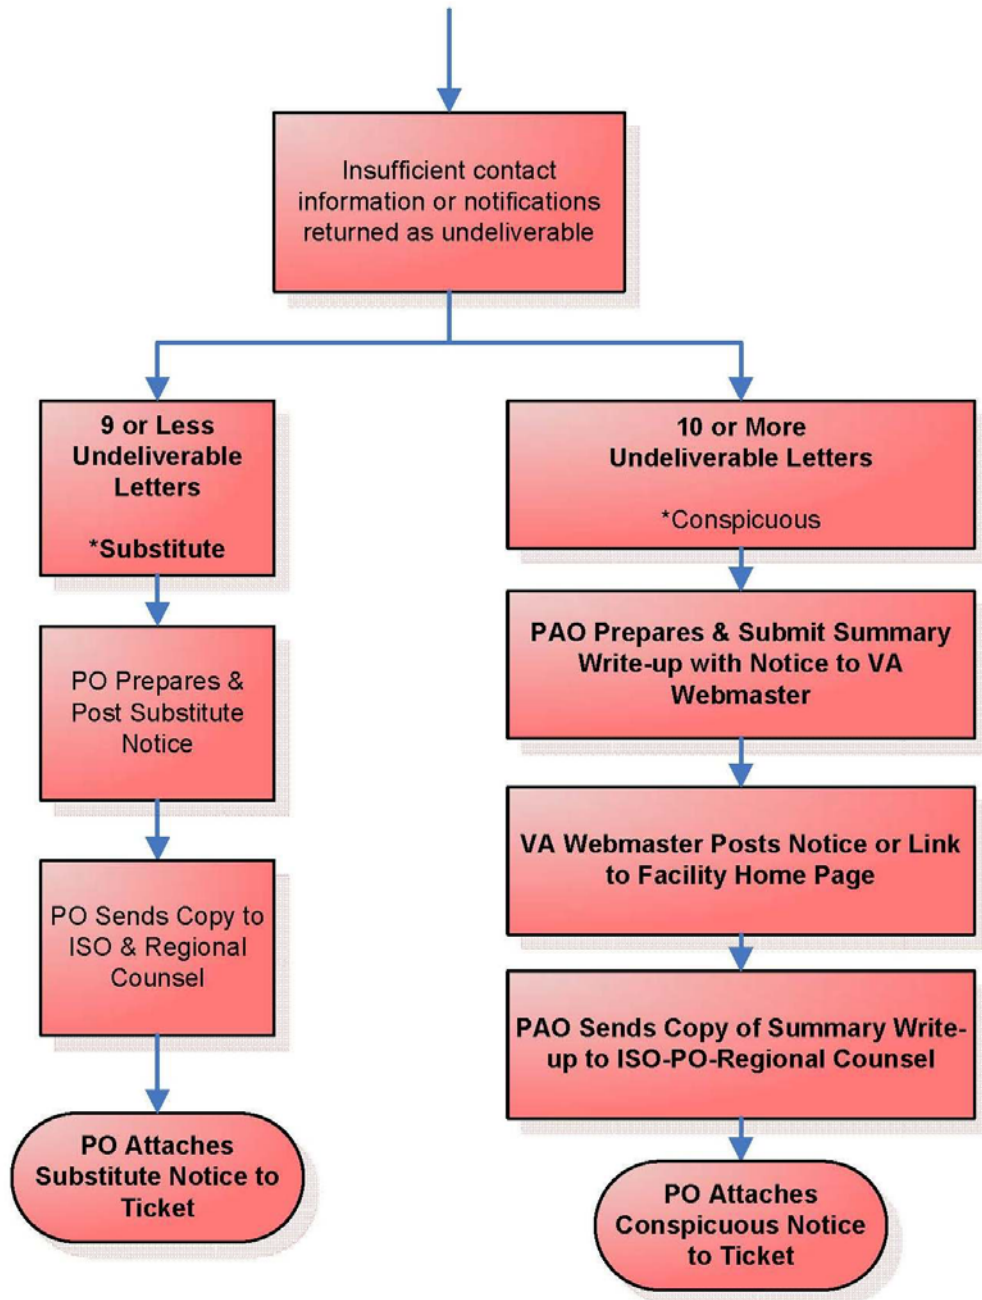 Insufficient contact
information or notifications
returned as undeliverable
9 or Less
Undeliverable
Letters
*Substitute
PO Prepares &
Post Substitute
Notice
PO Sends Copy to
ISO & Regional
Counsel
PO Attaches
Substitute Notice to
Ticket
10 or More
Undeliverable Letters
*Conspicuous
PAO Prepares & Submit Summary
Write-up with Notice to VA
Webmaster
VA Webmaster Posts Notice or Link
to Facility Home Page
PAO Sends Copy of Summary Write-
up to ISO-PO-Regional Counsel
PO Attaches
Conspicuous Notice
to Ticket